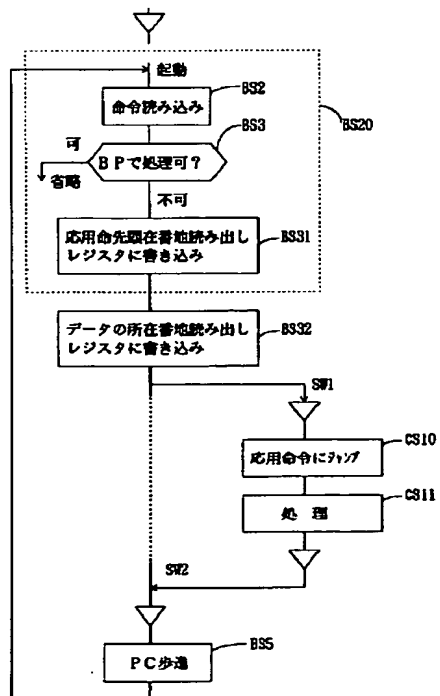 起動
BS2
命令読み込み
BS3
BS20
可
BPで処理可?
省略
不可
応用命先頭在番地読み出し
レジスタに書き込み
BS31
データの所在番地読み出し
レジスタに書き込み
BS32
SW1
CS10
応用命令にジャンプ
CS11
処 理
SW2
BS5
PC歩進